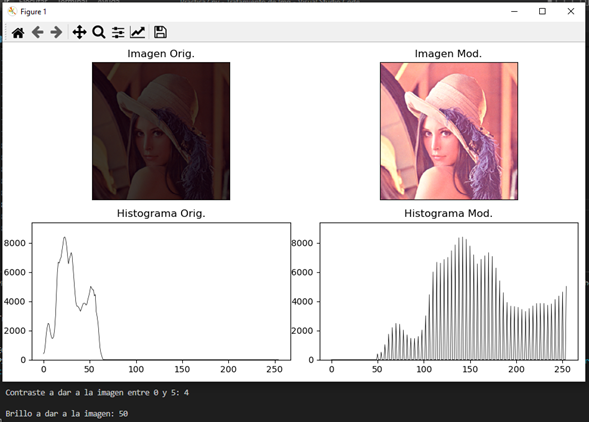 Figure 1
Imagen Orig.
Imagen Mod.
Histograma Orig.
Histograma Mod.
8000
6000
4000
2000
0
0 50 100 150 200 250
8000
6000
4000
2000
0
0 50 100 150 200 250
Contraste a dar a la imagen entre 0 y 5: 4
Brillo a dar a la imagen: 50